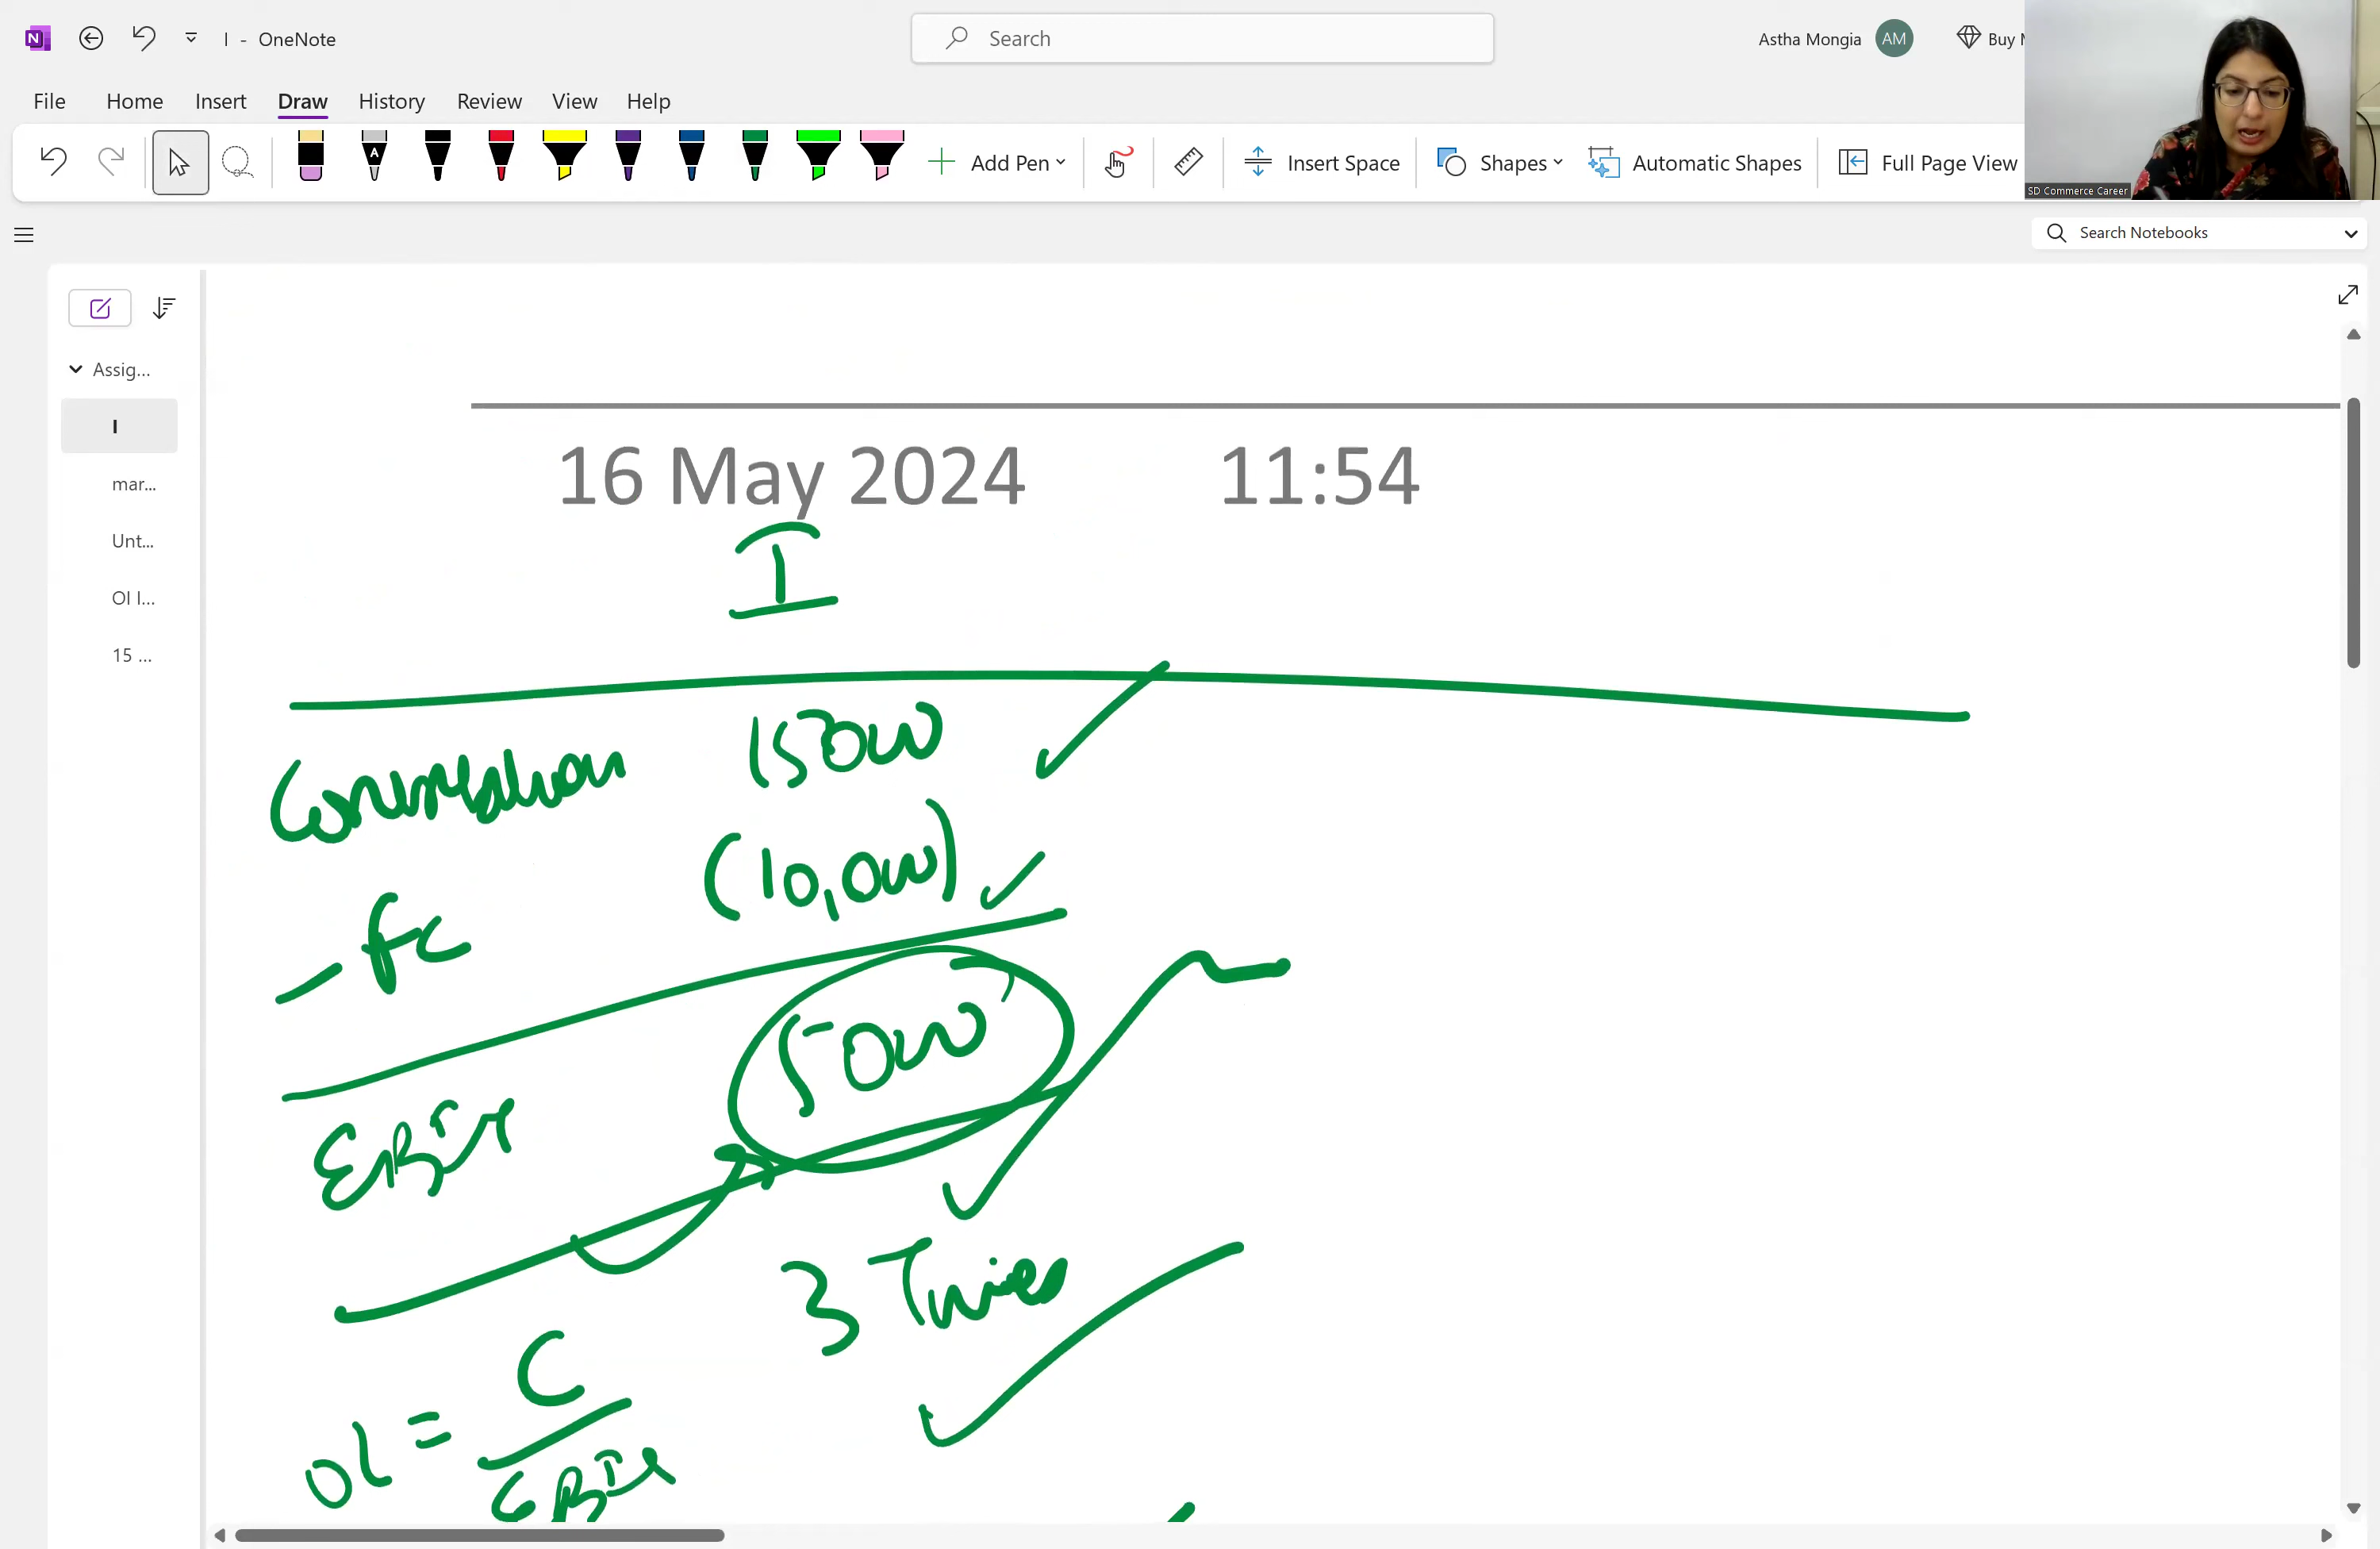 I - OneNote
Search
Astha Mongia AM Buy
File Home Insert Draw History Review View Help
A
Add Pen Insert Space Shapes Automatic Shapes Full Page View
SD Commerce Career
Search Notebooks
Assig...
I
mar...
Unt...
OI I...
15 ...
16 May 2024 11:54
I
Contribution 15000
- FC (10,000)
EBIT 5000
3 Times
OL = C
EBIT